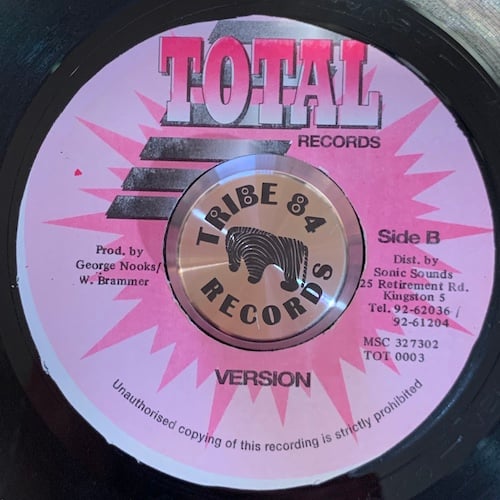 TOTAL
RECORDS
TRIBE 84
RECORDS
Prod. by
George Nooks/
W. Brammer
Side B
Dist. by
Sonic Sounds
25 Retirement Rd.
Kingston 5
Tel. 92-62036 /
92-61204
MSC 327302
TOT 0003
VERSION
Unauthorised copying of this recording is strictly prohibited